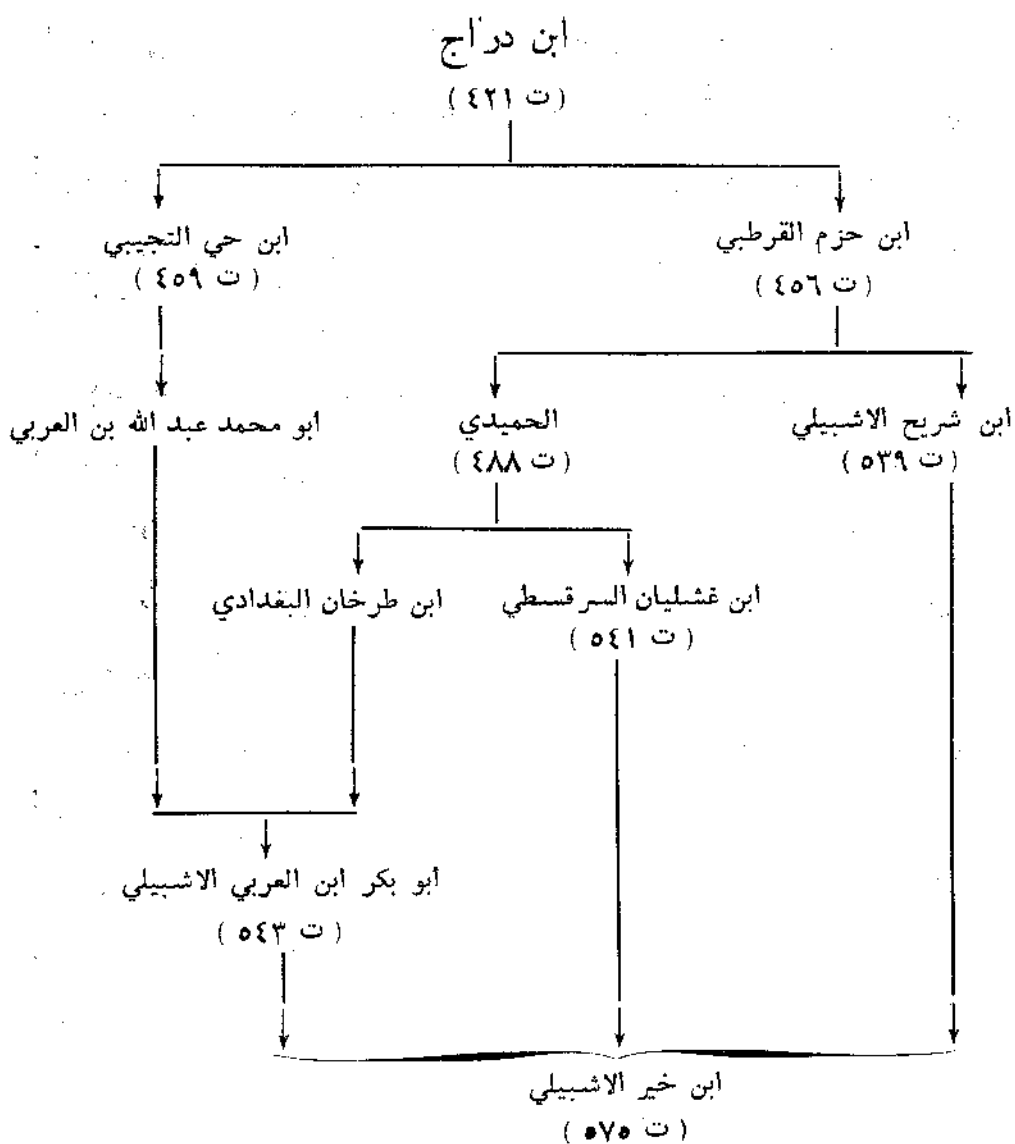 ابن دراج
( ت ٤٢١ )
ابن حزم القرطبي
( ت ٤٥٦ )
ابن حي التجيبي
( ت ٤٥٩ )
ابن شريح الاشبيلي
( ت ٥٣٩ )
الحميدي
( ت ٤٨٨ )
ابو محمد عبد الله بن العربي
ابن غشليان السرقسطي
( ت ٥٤١ )
ابن طرخان البغدادي
أبو بكر ابن العربي الاشبيلي
( ت ٥٤٣ )
ابن خير الاشبيلي
( ت ٥٧٥ )